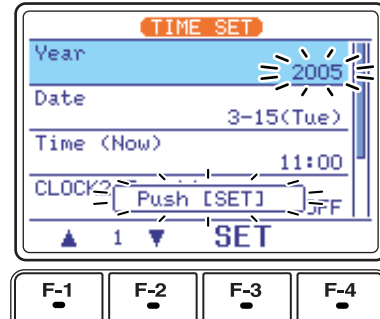 TIME SET
Year
2005
Date
3-15(Tue)
Time (Now)
11:00
CLOCK2
Push [SET]
OFF
▲ 1 ▼ SET
F-1 F-2 F-3 F-4